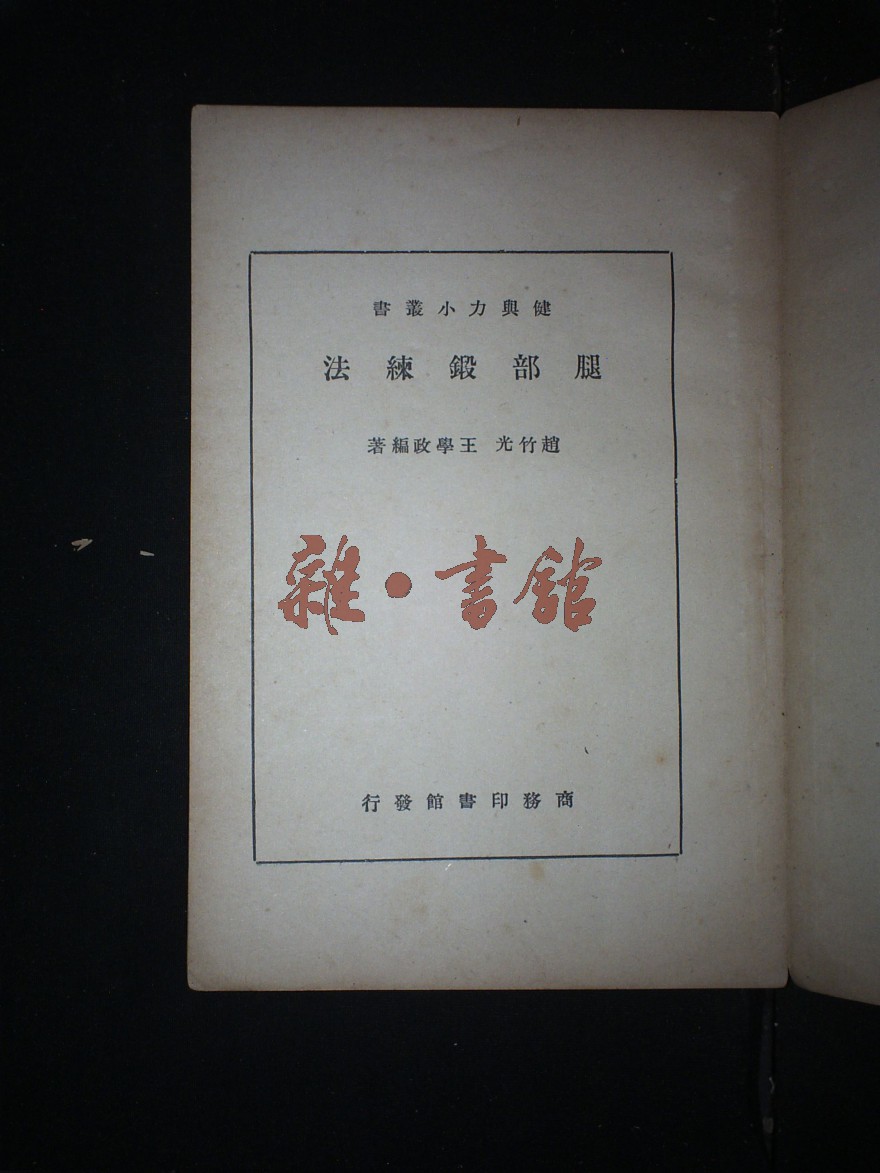 健與力小叢書
腿部鍛練法
趙竹光 王學政編著
雜·書館
商務印書館發行